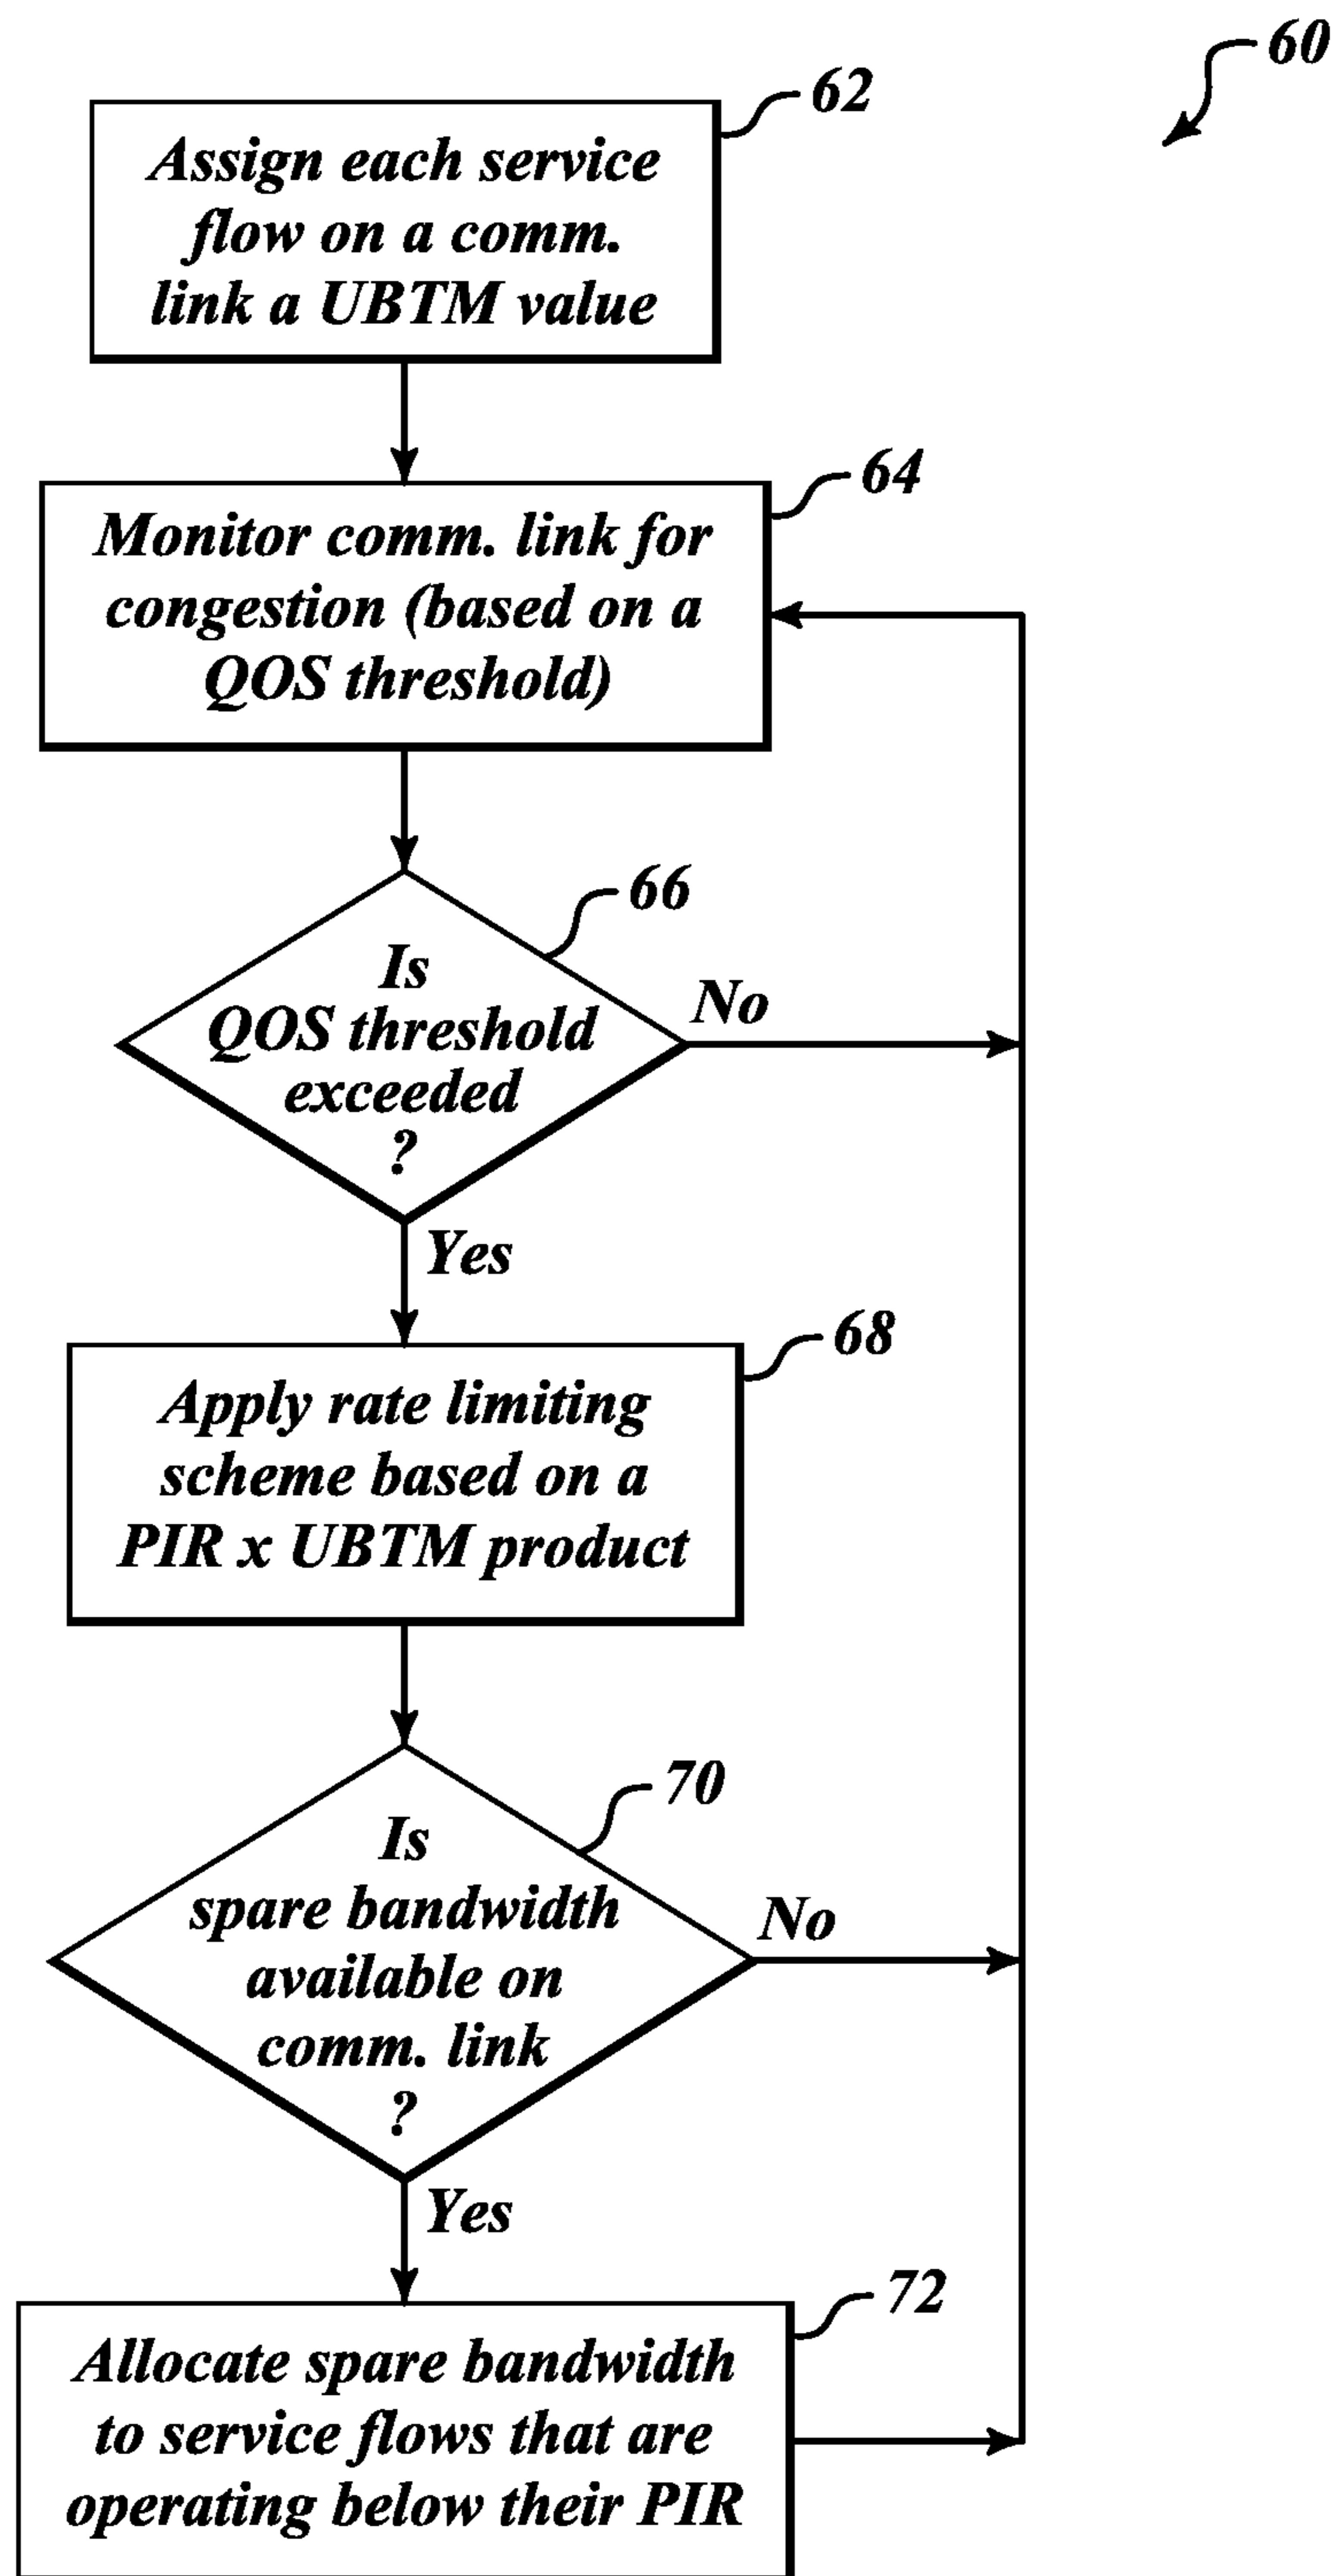 60
62
Assign each service
flow on a comm.
link a UBTM value
64
Monitor comm. link for
congestion (based on a
QOS threshold)
66
Is
QOS threshold
exceeded
?
No
Yes
68
Apply rate limiting
scheme based on a
PIR x UBTM product
70
Is
spare bandwidth
available on
comm. link
?
No
Yes
72
Allocate spare bandwidth
to service flows that are
operating below their PIR